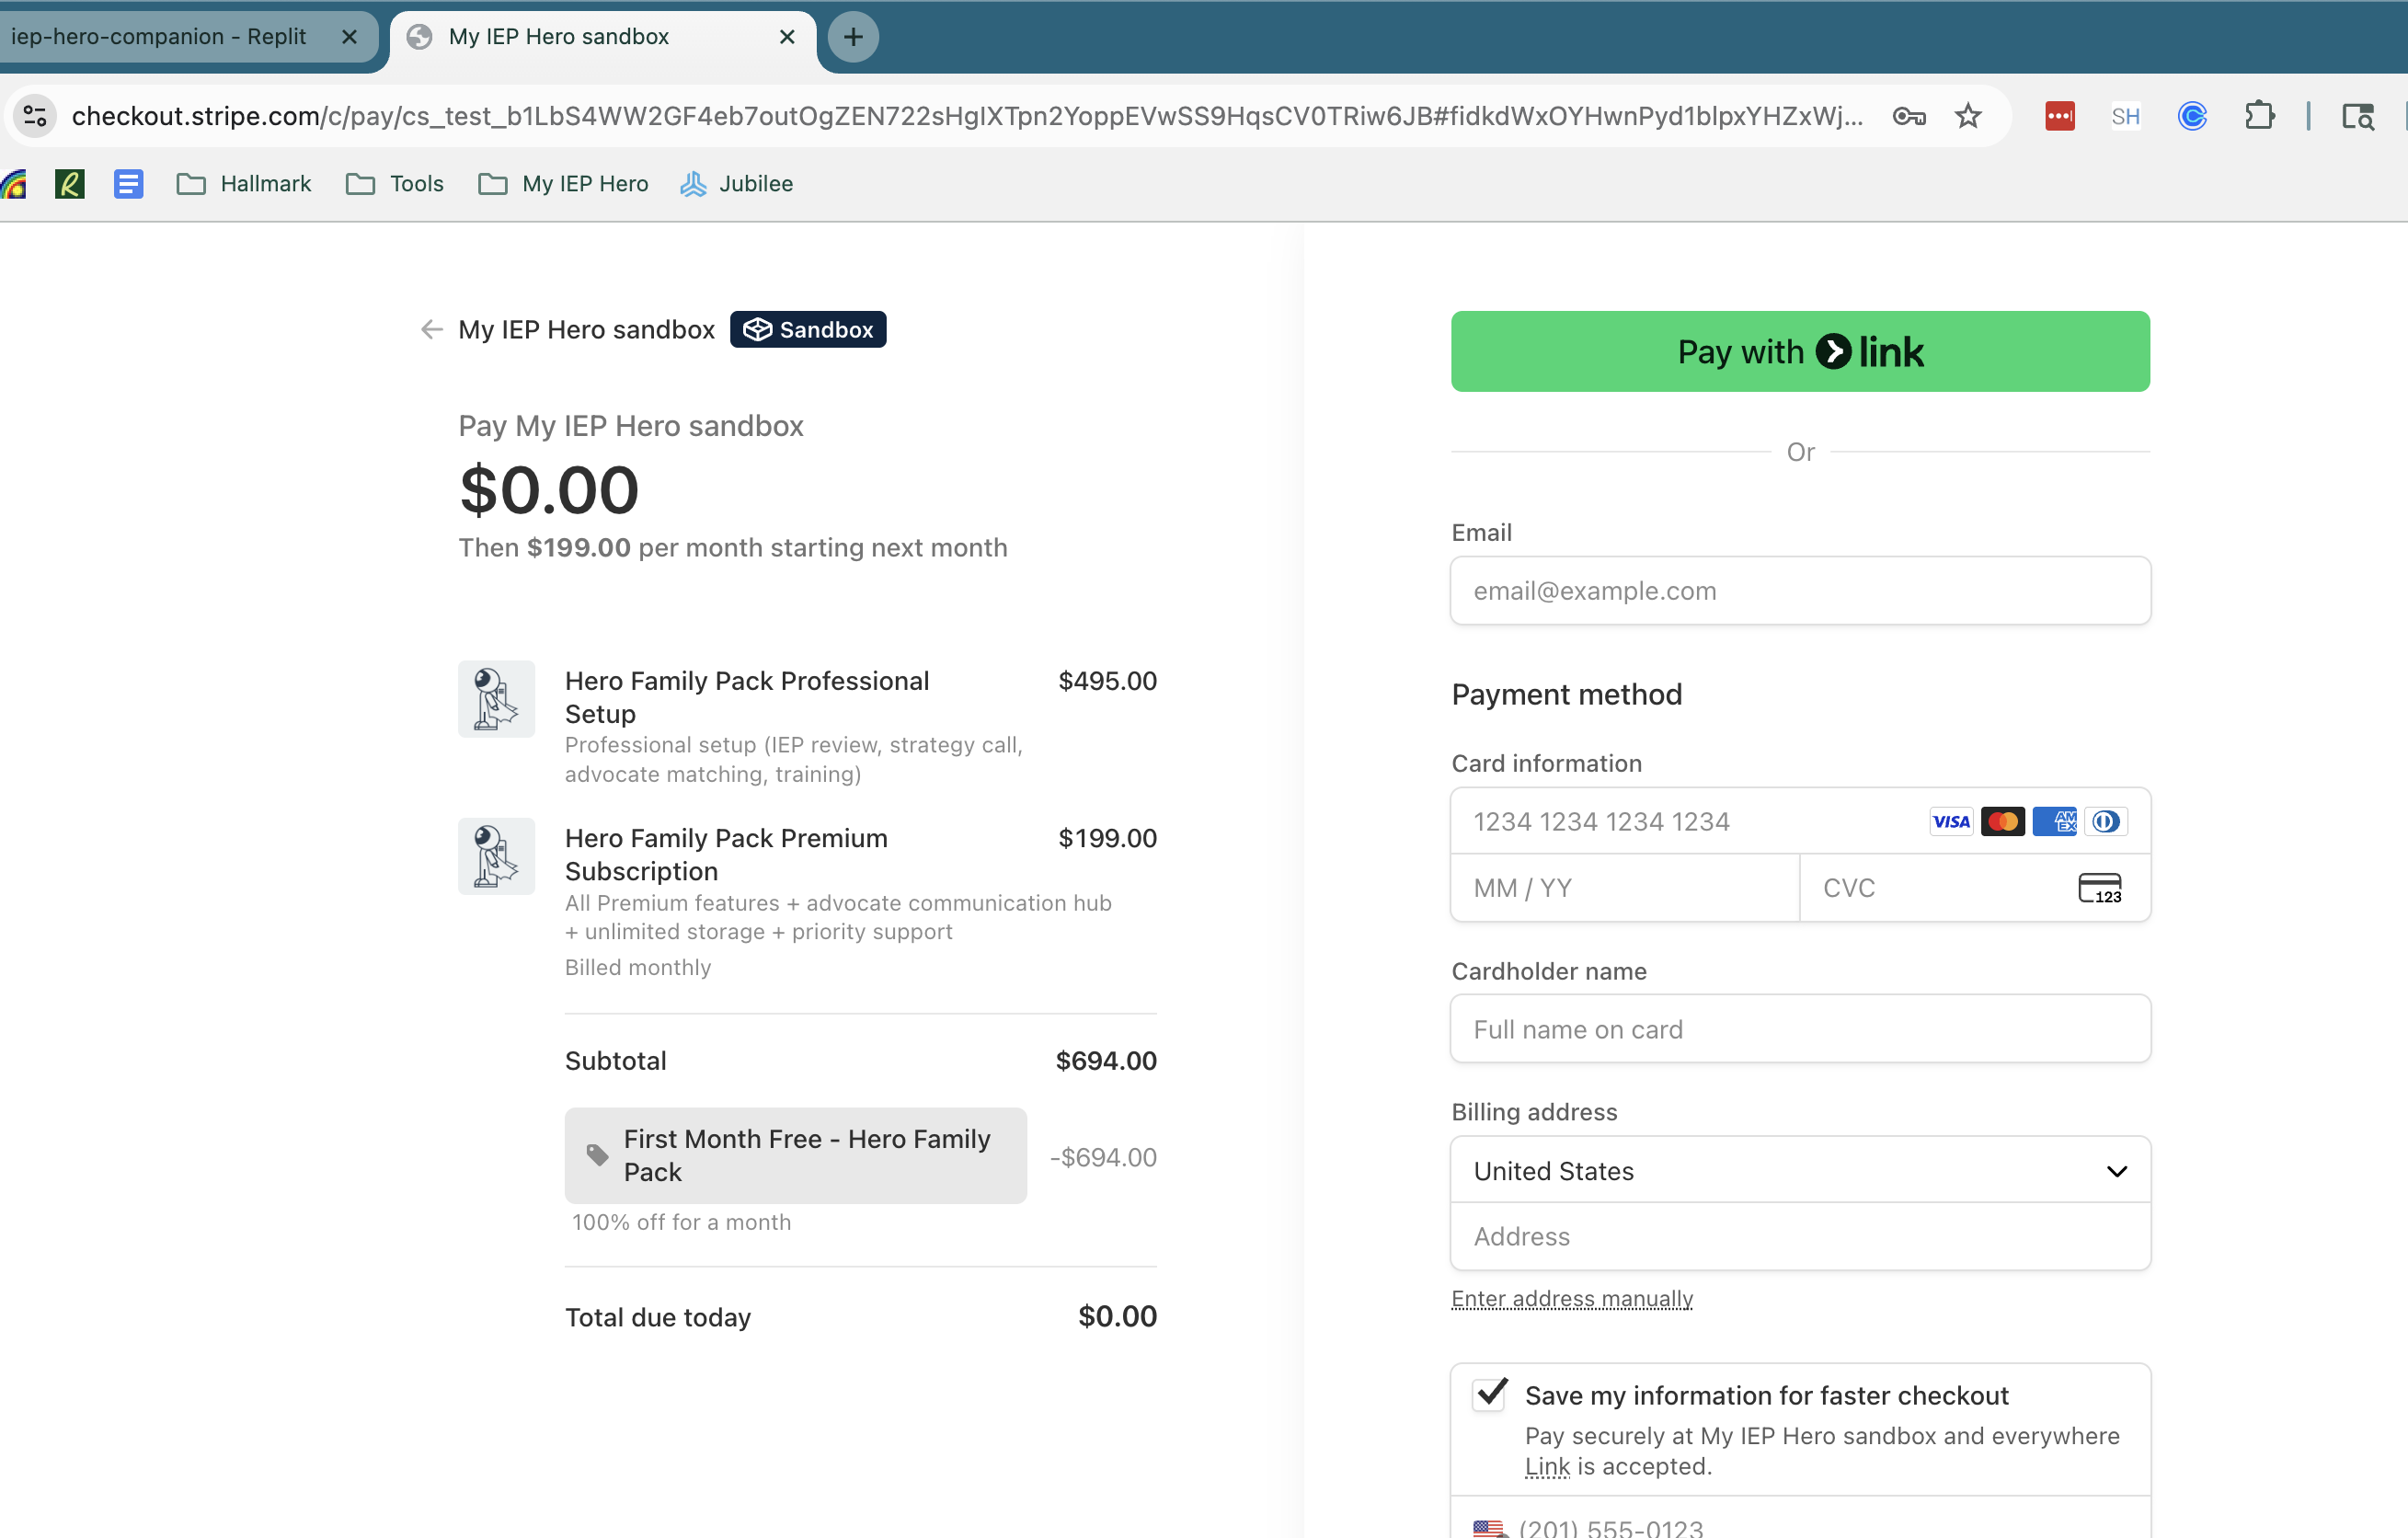 iep-hero-companion - Replit
My IEP Hero sandbox
checkout.stripe.com/c/pay/cs_test_b1LbS4WW2GF4eb7outOgZEN722sHgIXTpn2YoppEVwSS9HqsCV0TRiw6JB#fidkdWxOYHwnPyd1blpxYHZxWj...
SH
Hallmark
Tools
My IEP Hero
Jubilee
My IEP Hero sandbox
Sandbox
Pay My IEP Hero sandbox
$0.00
Then $199.00 per month starting next month
Hero Family Pack Professional $495.00
Setup
Professional setup (IEP review, strategy call,
advocate matching, training)
Hero Family Pack Premium $199.00
Subscription
All Premium features + advocate communication hub
+ unlimited storage + priority support
Billed monthly
Subtotal $694.00
First Month Free - Hero Family
Pack
-$694.00
100% off for a month
Total due today $0.00
Pay with link
Or
Email
email@example.com
Payment method
Card information
1234 1234 1234 1234
VISA
AM
EX
MM / YY
CVC
123
Cardholder name
Full name on card
Billing address
United States
Address
Enter address manually
Save my information for faster checkout
Pay securely at My IEP Hero sandbox and everywhere
Link is accepted.
(201) 555-0123